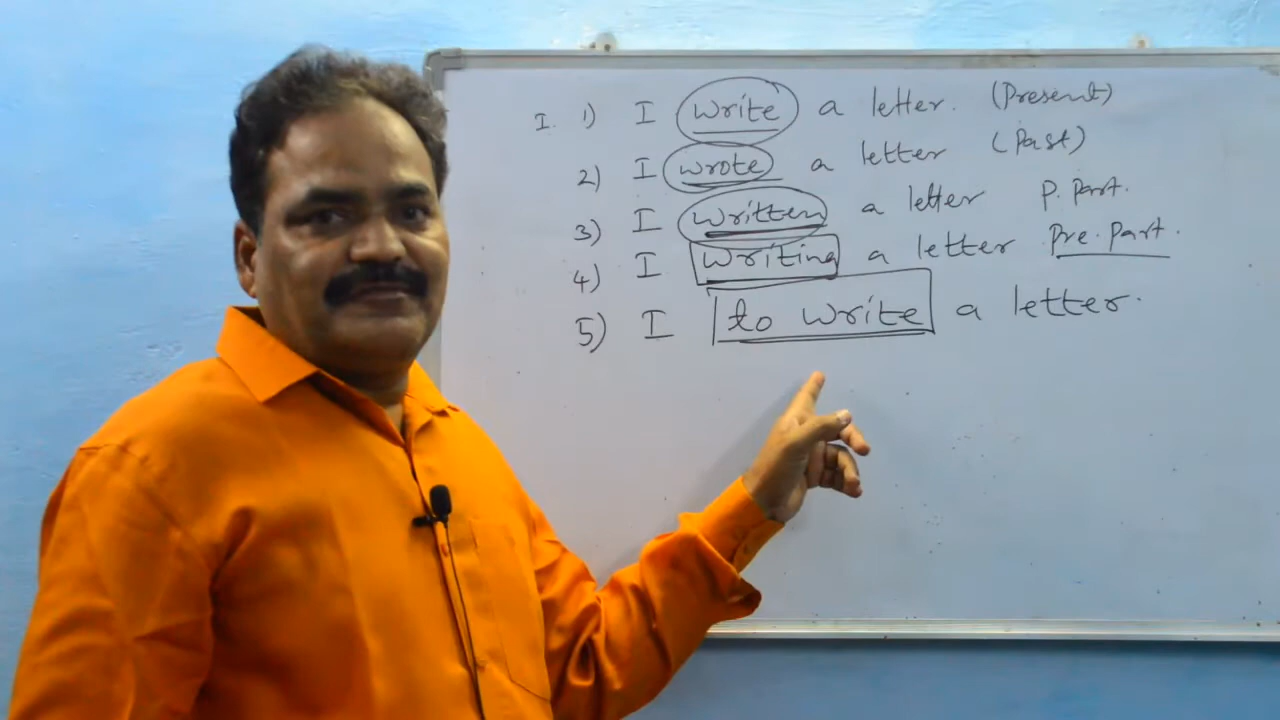 I. 1) I write a letter. (Present)
2) I wrote a letter (Past)
3) I written a letter P. Part.
4) I writing a letter Pre. Part.
5) I to write a letter.